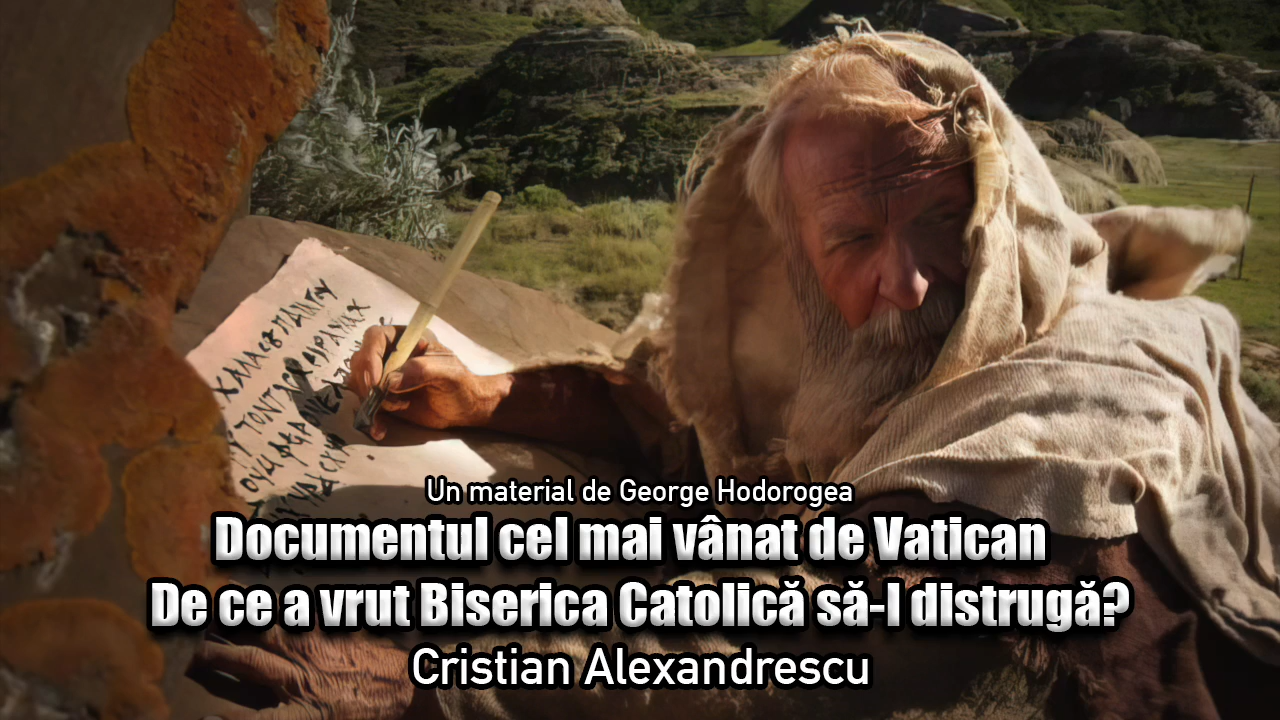 Un material de George Hodorogea
Documentul cel mai vânat de Vatican
De ce a vrut Biserica Catolică să-l distrugă?
Cristian Alexandrescu